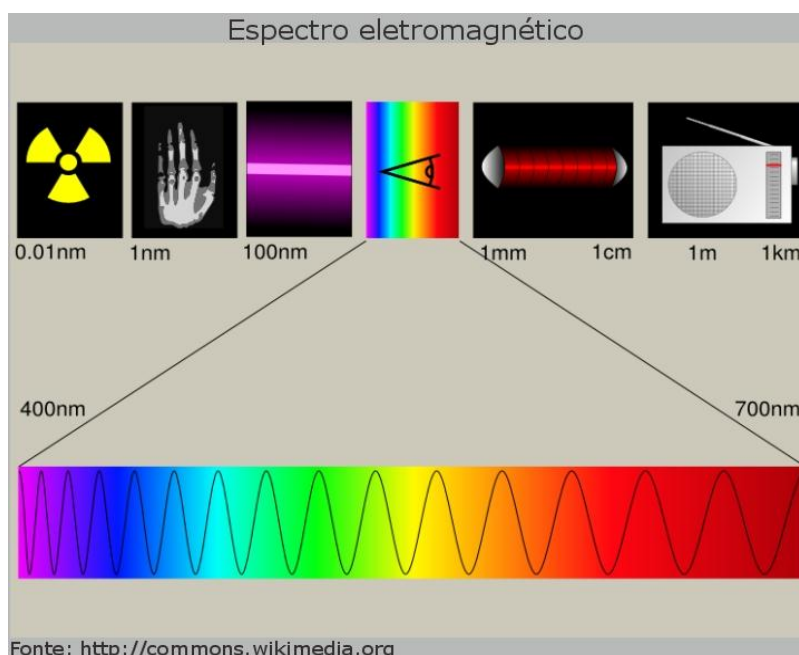 Espectro eletromagnético
0.01nm 1nm 100nm 1mm 1cm 1m 1km
400nm 700nm
Fonte: http://commons.wikimedia.org